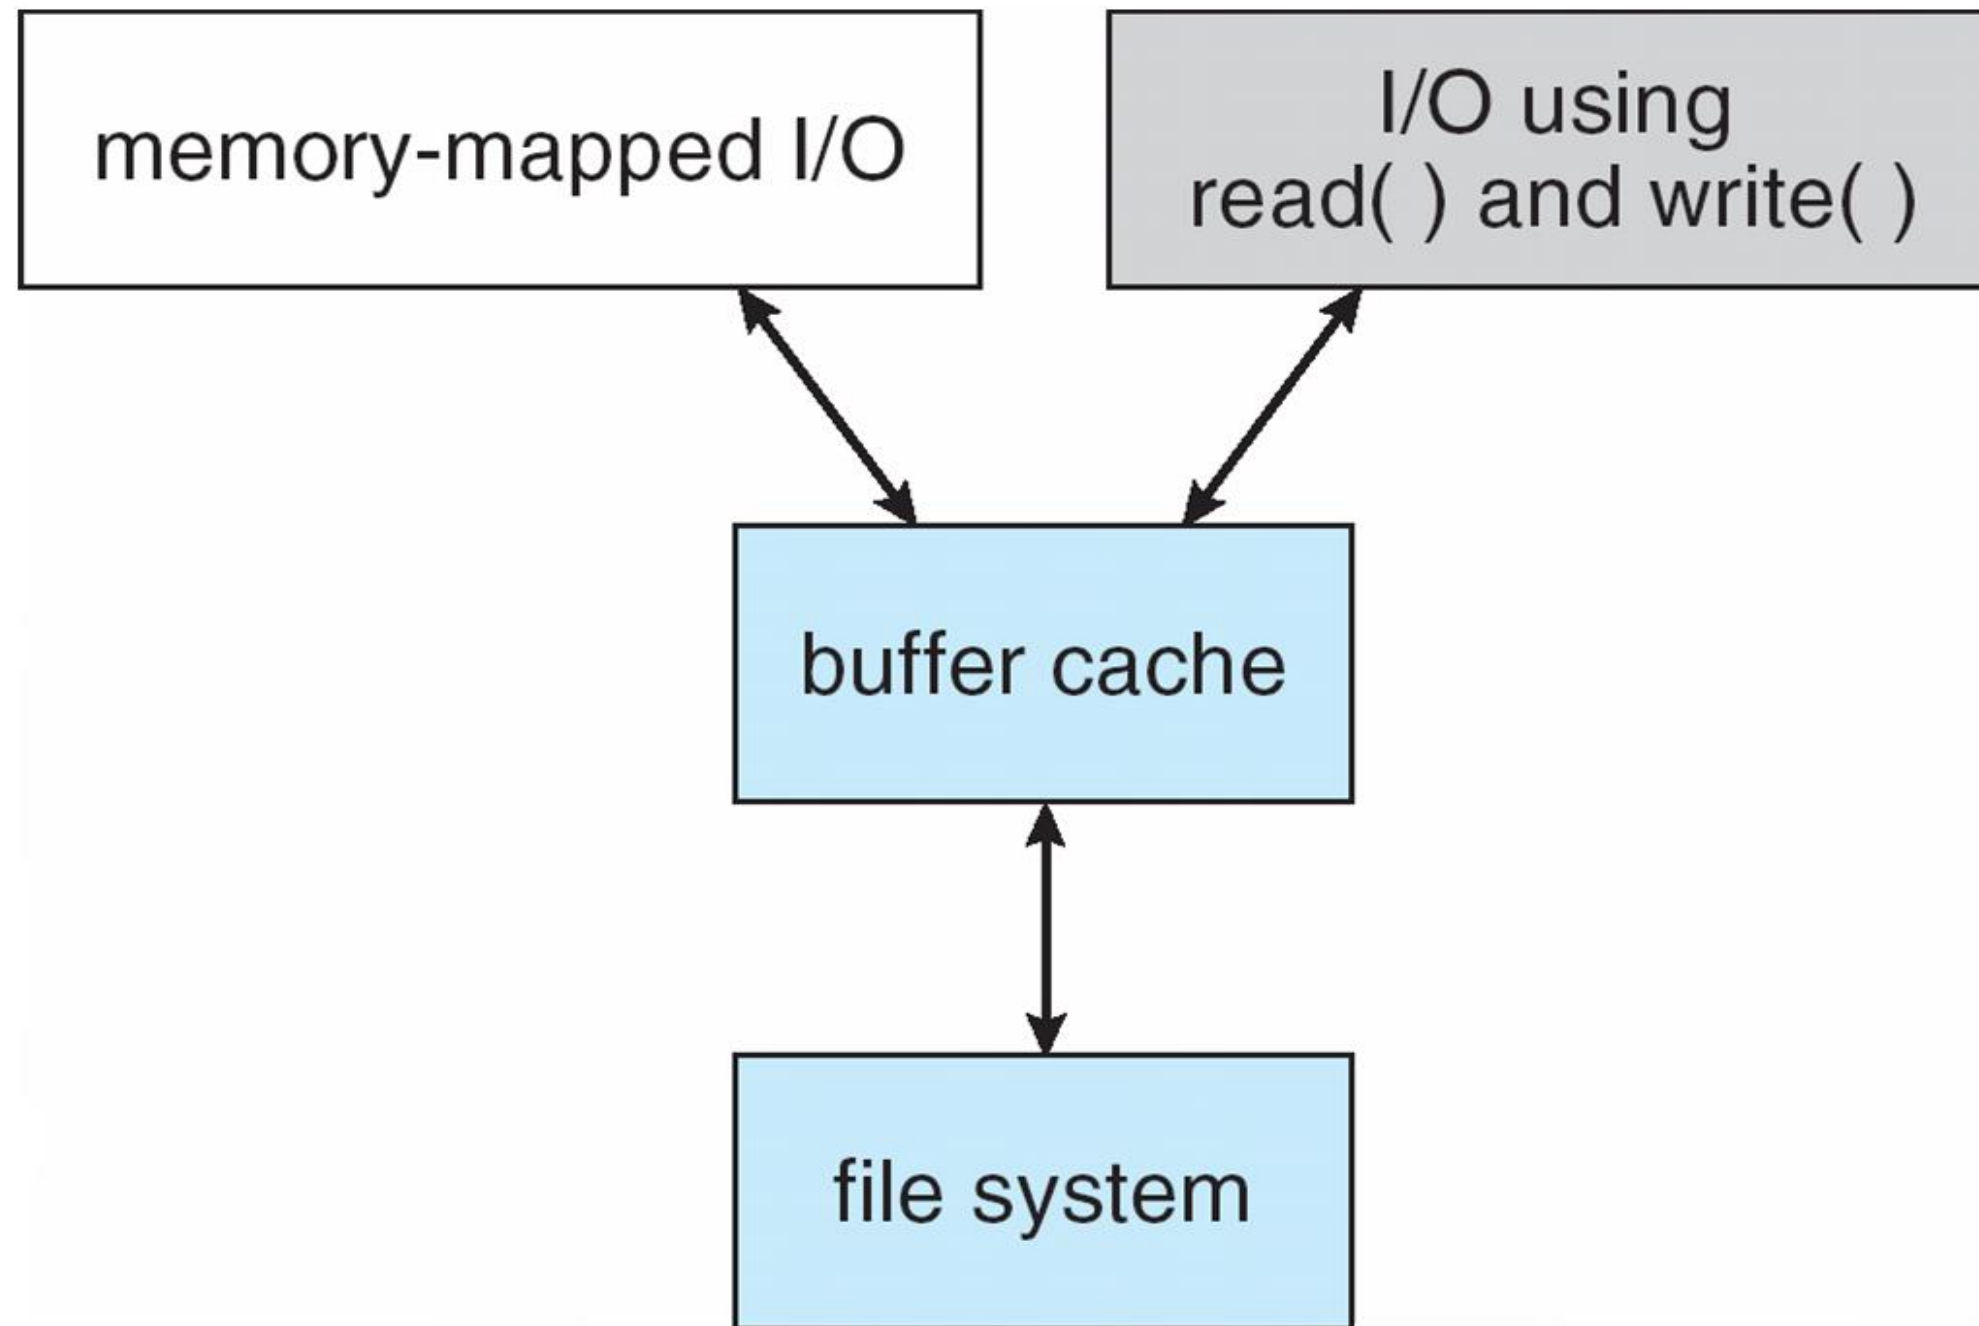 memory-mapped I/O
I/O using
read( ) and write( )
buffer cache
file system